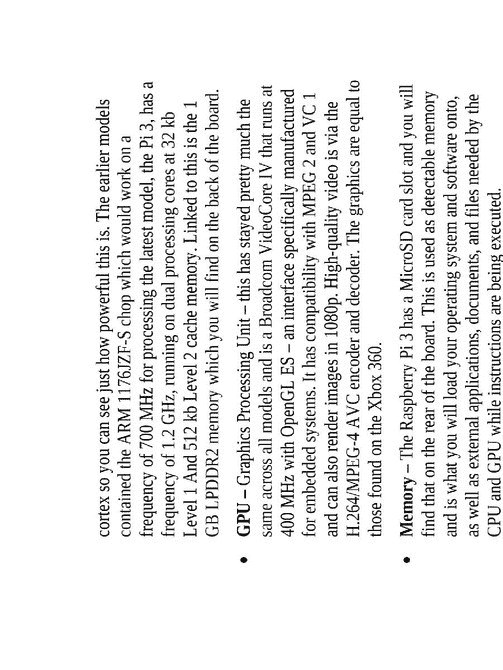 cortex so you can see just how powerful this is. The earlier models
contained the ARM 1176JZF-S chop which would work on a
frequency of 700 MHz for processing the latest model, the Pi 3, has a
frequency of 1.2 GHz, running on dual processing cores at 32 kb
Level 1 And 512 kb Level 2 cache memory. Linked to this is the 1
GB LPDDR2 memory which you will find on the back of the board.
• GPU – Graphics Processing Unit – this has stayed pretty much the
same across all models and is a Broadcom VideoCore IV that runs at
400 MHz with OpenGL ES – an interface specifically manufactured
for embedded systems. It has compatibility with MPEG 2 and VC 1
and can also render images in 1080p. High-quality video is via the
H.264/MPEG-4 AVC encoder and decoder. The graphics are equal to
those found on the Xbox 360.
• Memory – The Raspberry Pi 3 has a MicroSD card slot and you will
find that on the rear of the board. This is used as detectable memory
and is what you will load your operating system and software onto,
as well as external applications, documents, and files needed by the
CPU and GPU while instructions are being executed.